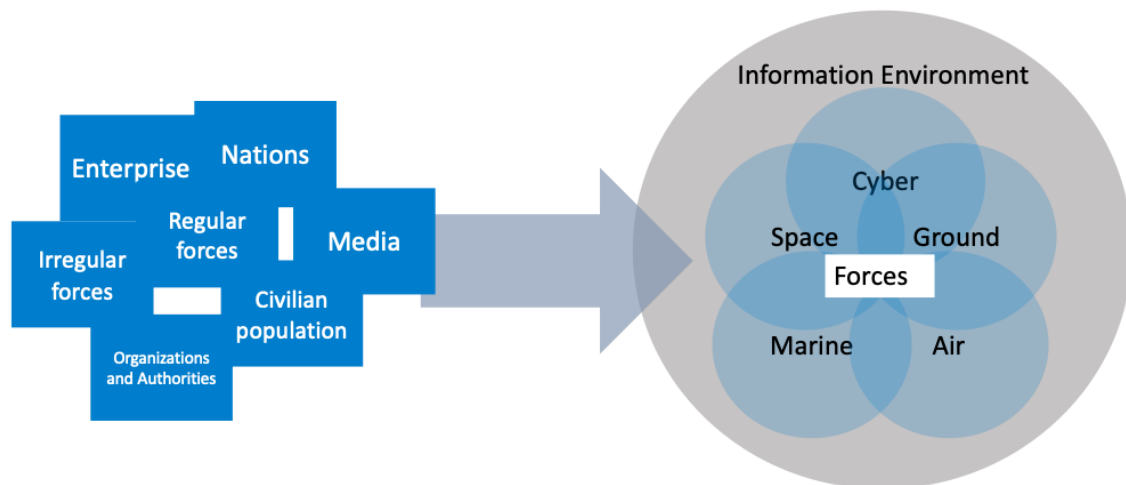 Enterprise
Nations
Regular
forces
Media
Irregular
forces
Civilian
population
Organizations
and Authorities
Information Environment
Cyber
Space
Ground
Forces
Marine
Air